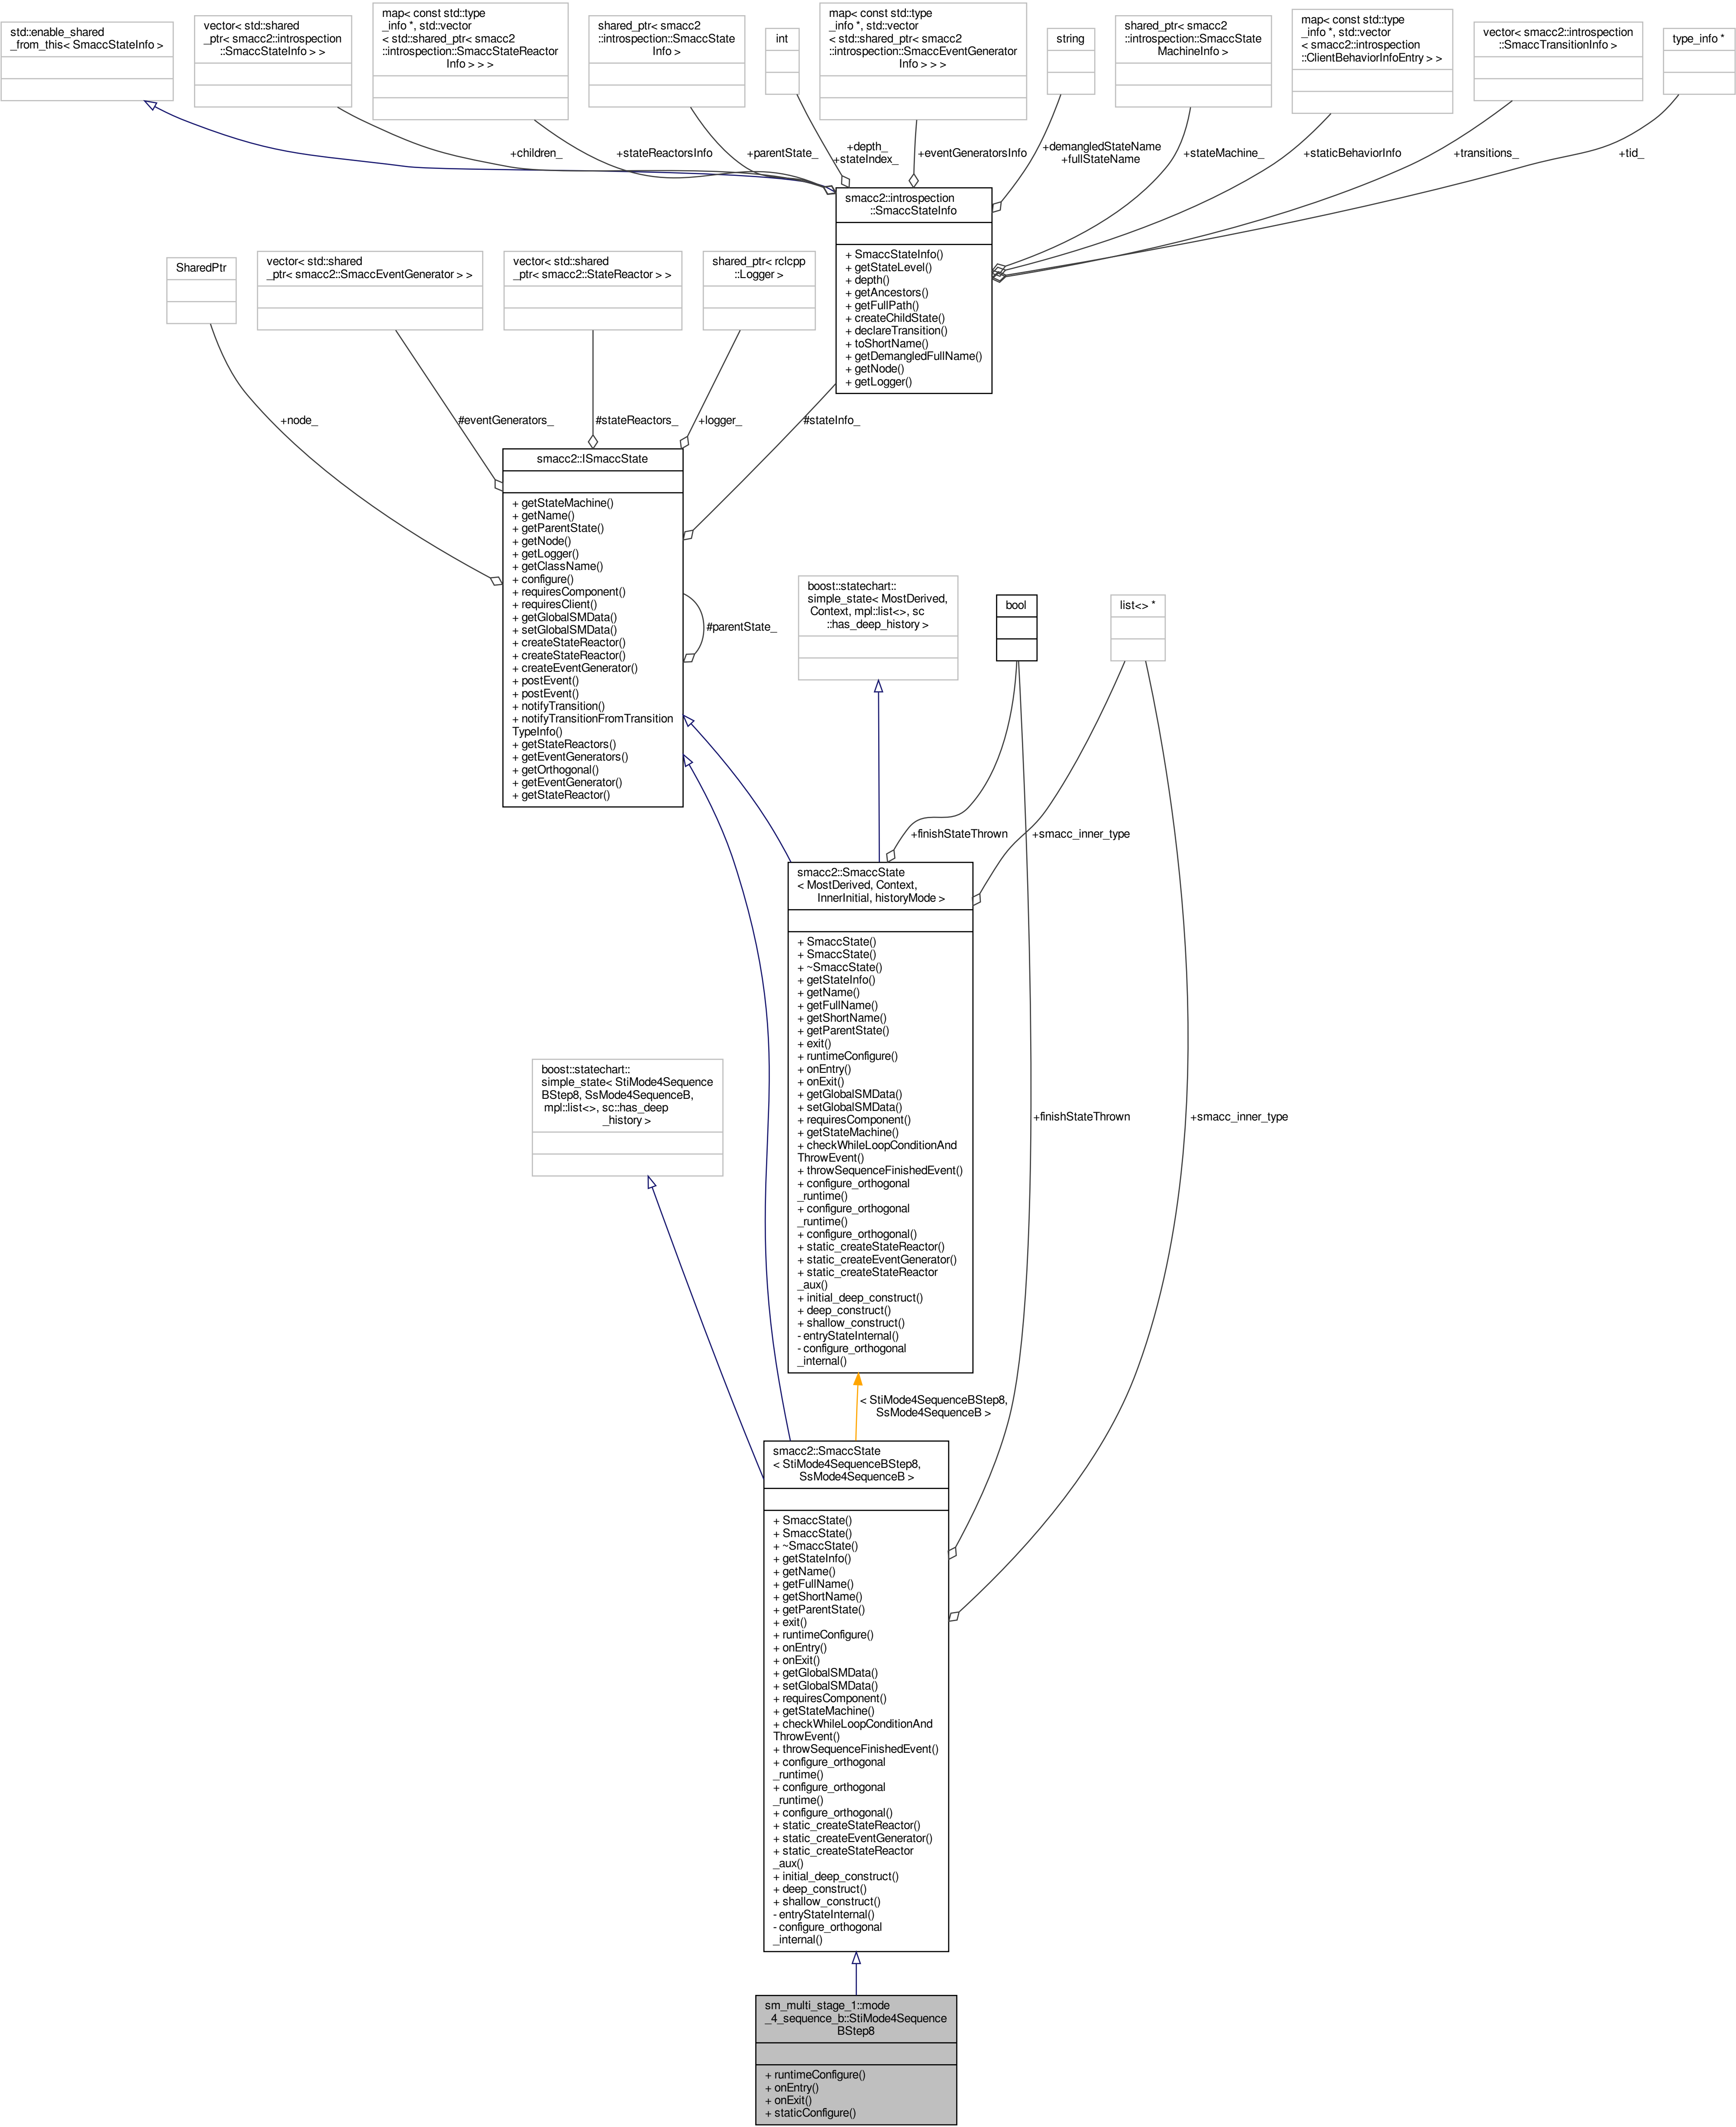 std::enable_shared
_from_this< SmaccStateInfo >
vector< std::shared
_ptr< smacc2::introspection
::SmaccStateInfo > >
map< const std::type
_info *, std::vector
< std::shared_ptr< smacc2
::introspection::SmaccStateReactor
Info > > >
shared_ptr< smacc2
::introspection::SmaccState
Info >
int
map< const std::type
_info *, std::vector
< std::shared_ptr< smacc2
::introspection::SmaccEventGenerator
Info > > >
string
shared_ptr< smacc2
::introspection::SmaccState
MachineInfo >
map< const std::type
_info *, std::vector
< smacc2::introspection
::ClientBehaviorInfoEntry > >
vector< smacc2::introspection
::SmaccTransitionInfo >
type_info *
+children_
+stateReactorsInfo
+parentState_
+depth_
+stateIndex_
+eventGeneratorsInfo
+demangledStateName
+fullStateName
+stateMachine_
+staticBehaviorInfo
+transitions_
+tid_
smacc2::introspection
::SmaccStateInfo
+ SmaccStateInfo()
+ getStateLevel()
+ depth()
+ getAncestors()
+ getFullPath()
+ createChildState()
+ declareTransition()
+ toShortName()
+ getDemangledFullName()
+ getNode()
+ getLogger()
SharedPtr
vector< std::shared
_ptr< smacc2::SmaccEventGenerator > >
vector< std::shared
_ptr< smacc2::StateReactor > >
shared_ptr< rclcpp
::Logger >
+node_
#eventGenerators_
#stateReactors_
+logger_
#stateInfo_
smacc2::ISmaccState
+ getStateMachine()
+ getName()
+ getParentState()
+ getNode()
+ getLogger()
+ getClassName()
+ configure()
+ requiresComponent()
+ requiresClient()
+ getGlobalSMData()
+ setGlobalSMData()
+ createStateReactor()
+ createStateReactor()
+ createEventGenerator()
+ postEvent()
+ postEvent()
+ notifyTransition()
+ notifyTransitionFromTransition
TypeInfo()
+ getStateReactors()
+ getEventGenerators()
+ getOrthogonal()
+ getEventGenerator()
+ getStateReactor()
#parentState_
boost::statechart::
simple_state< MostDerived,
Context, mpl::list<>, sc
::has_deep_history >
bool
list<> *
+finishStateThrown
+smacc_inner_type
smacc2::SmaccState
< MostDerived, Context,
InnerInitial, historyMode >
+ SmaccState()
+ SmaccState()
+ ~SmaccState()
+ getStateInfo()
+ getName()
+ getFullName()
+ getShortName()
+ getParentState()
+ exit()
+ runtimeConfigure()
+ onEntry()
+ onExit()
+ getGlobalSMData()
+ setGlobalSMData()
+ requiresComponent()
+ getStateMachine()
+ checkWhileLoopConditionAnd
ThrowEvent()
+ throwSequenceFinishedEvent()
+ configure_orthogonal
_runtime()
+ configure_orthogonal
_runtime()
+ configure_orthogonal()
+ static_createStateReactor()
+ static_createEventGenerator()
+ static_createStateReactor
_aux()
+ initial_deep_construct()
+ deep_construct()
+ shallow_construct()
- entryStateInternal()
- configure_orthogonal
_internal()
boost::statechart::
simple_state< StiMode4Sequence
BStep8, SsMode4SequenceB,
mpl::list<>, sc::has_deep
_history >
+finishStateThrown
+smacc_inner_type
< StiMode4SequenceBStep8,
SsMode4SequenceB >
smacc2::SmaccState
< StiMode4SequenceBStep8,
SsMode4SequenceB >
+ SmaccState()
+ SmaccState()
+ ~SmaccState()
+ getStateInfo()
+ getName()
+ getFullName()
+ getShortName()
+ getParentState()
+ exit()
+ runtimeConfigure()
+ onEntry()
+ onExit()
+ getGlobalSMData()
+ setGlobalSMData()
+ requiresComponent()
+ getStateMachine()
+ checkWhileLoopConditionAnd
ThrowEvent()
+ throwSequenceFinishedEvent()
+ configure_orthogonal
_runtime()
+ configure_orthogonal
_runtime()
+ configure_orthogonal()
+ static_createStateReactor()
+ static_createEventGenerator()
+ static_createStateReactor
_aux()
+ initial_deep_construct()
+ deep_construct()
+ shallow_construct()
- entryStateInternal()
- configure_orthogonal
_internal()
sm_multi_stage_1::mode
_4_sequence_b::StiMode4Sequence
BStep8
+ runtimeConfigure()
+ onEntry()
+ onExit()
+ staticConfigure()